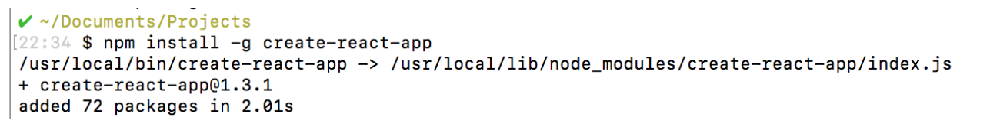 ✔ ~/Documents/Projects
[22:34 $ npm install -g create-react-app
/usr/local/bin/create-react-app -> /usr/local/lib/node_modules/create-react-app/index.js
+ create-react-app@1.3.1
added 72 packages in 2.01s